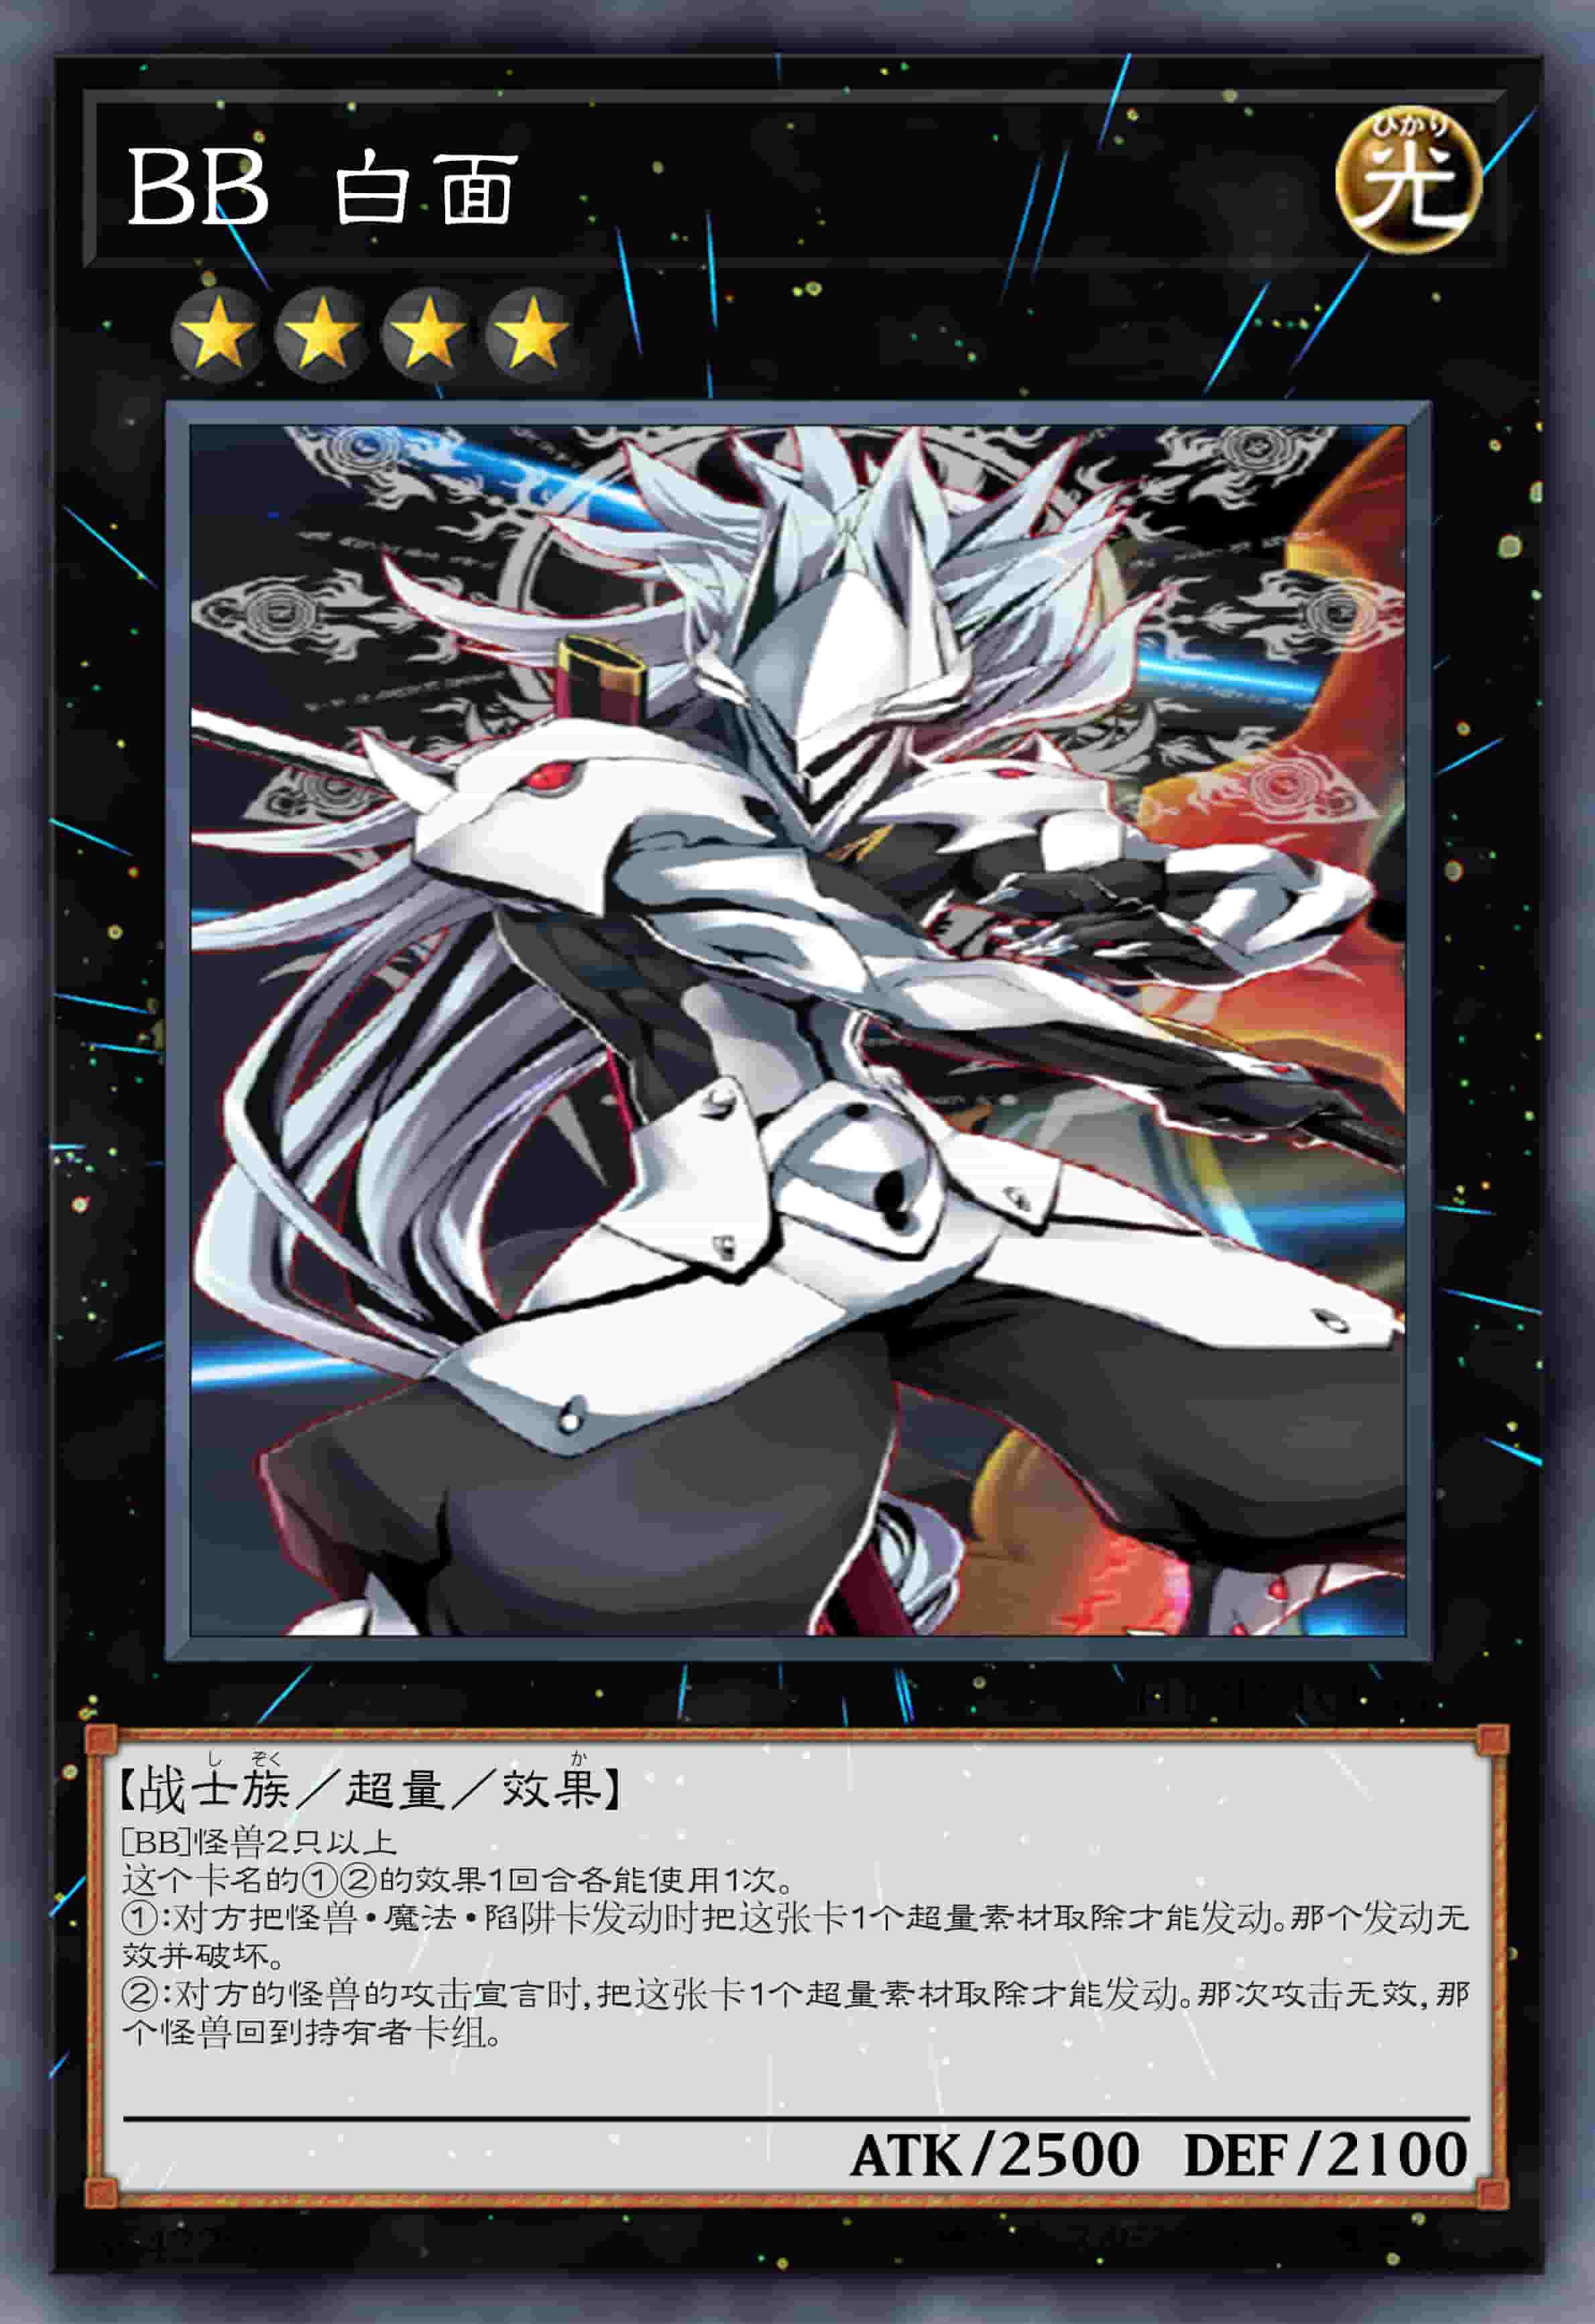 BB 白面
ひかり
光
し ぞく か
【战士族／超量／效果】
[BB]怪兽2只以上
这个卡名的①②的效果1回合各能使用1次。
①:对方把怪兽·魔法·陷阱卡发动时把这张卡1个超量素材取除才能发动。那个发动无
效并破坏。
②:对方的怪兽的攻击宣言时,把这张卡1个超量素材取除才能发动。那次攻击无效,那
个怪兽回到持有者卡组。
ATK/2500 DEF/2100